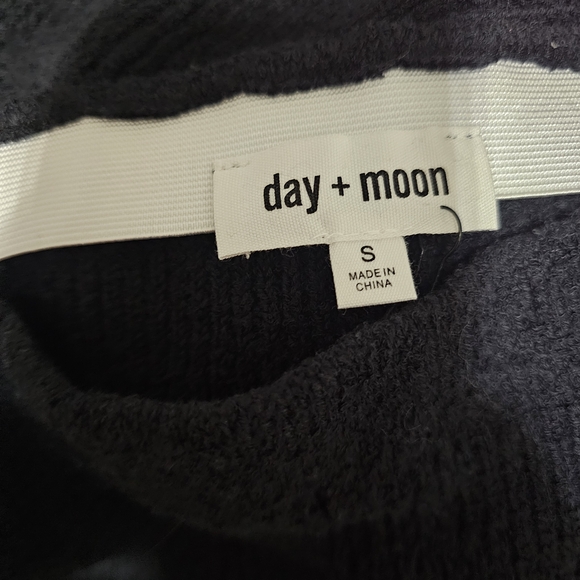 day + moon
S
MADE IN
CHINA